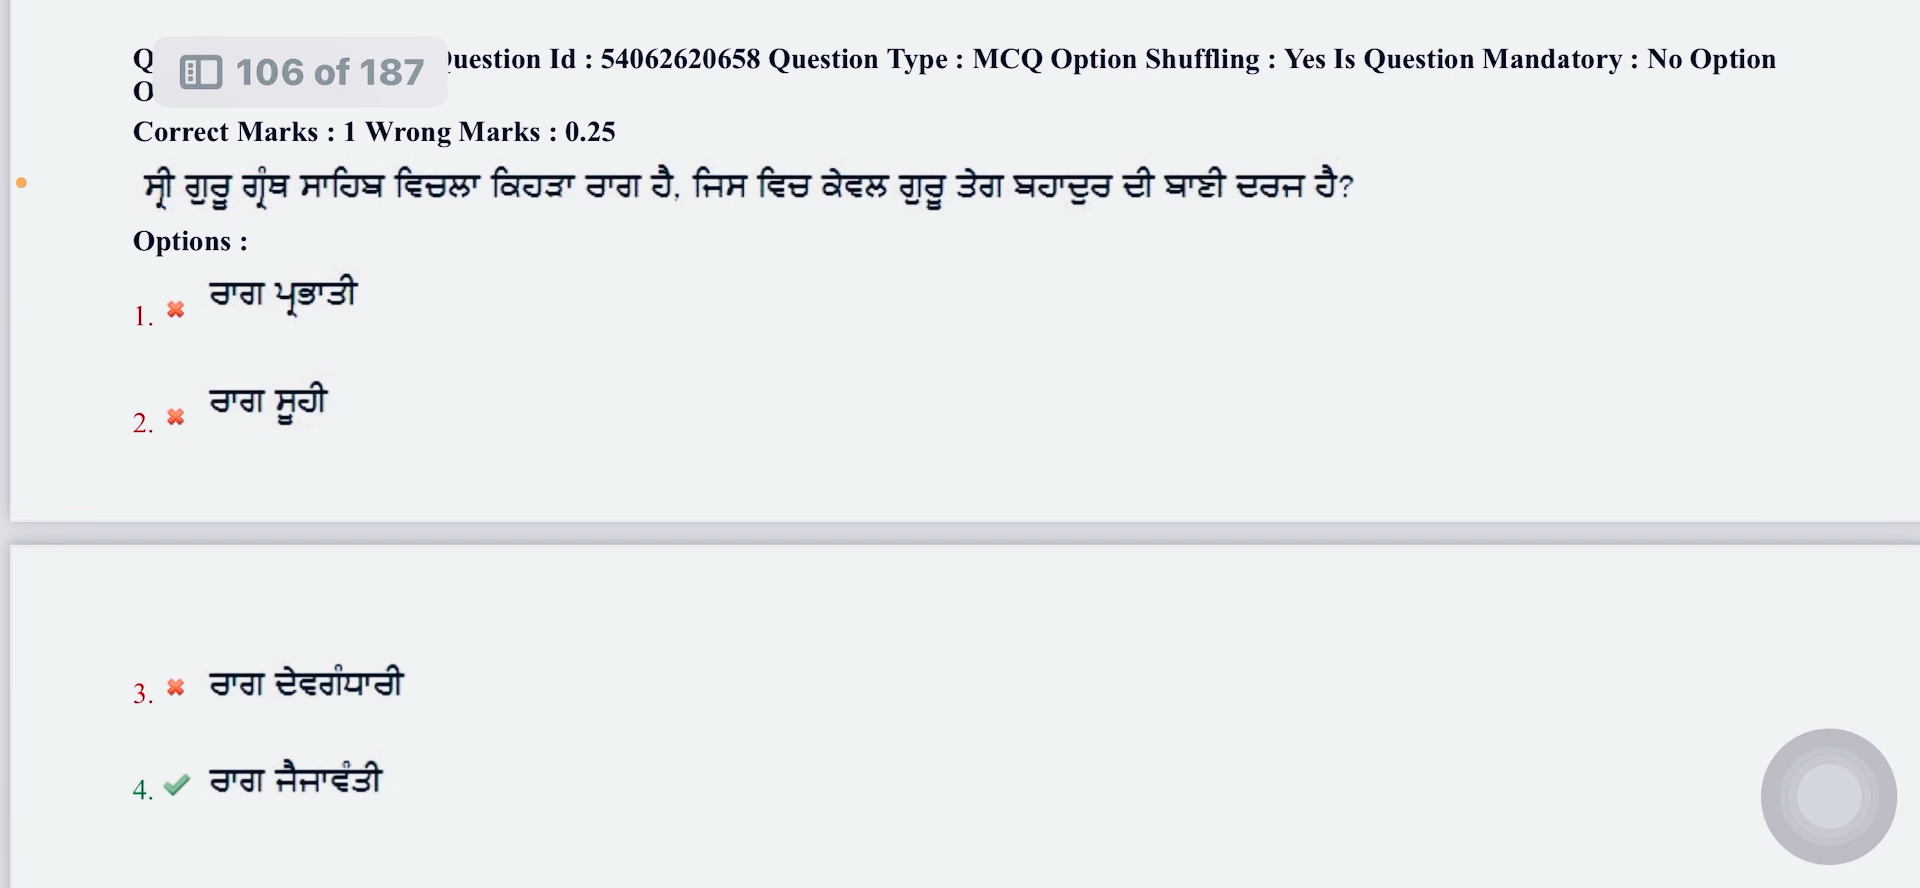 Q 106 of 187 uestion Id : 54062620658 Question Type : MCQ Option Shuffling : Yes Is Question Mandatory : No Option
O
Correct Marks : 1 Wrong Marks : 0.25
ਸ੍ਰੀ ਗੁਰੂ ਗ੍ਰੰਥ ਸਾਹਿਬ ਵਿਚਲਾ ਕਿਹੜਾ ਰਾਗ ਹੈ, ਜਿਸ ਵਿਚ ਕੇਵਲ ਗੁਰੂ ਤੇਗ ਬਹਾਦੁਰ ਦੀ ਬਾਣੀ ਦਰਜ ਹੈ?
Options :
1. ਰਾਗ ਪ੍ਰਭਾਤੀ
2. ਰਾਗ ਸੂਹੀ
3. ਰਾਗ ਦੇਵਗੰਧਾਰੀ
4. ਰਾਗ ਜੈਜਾਵੰਤੀ